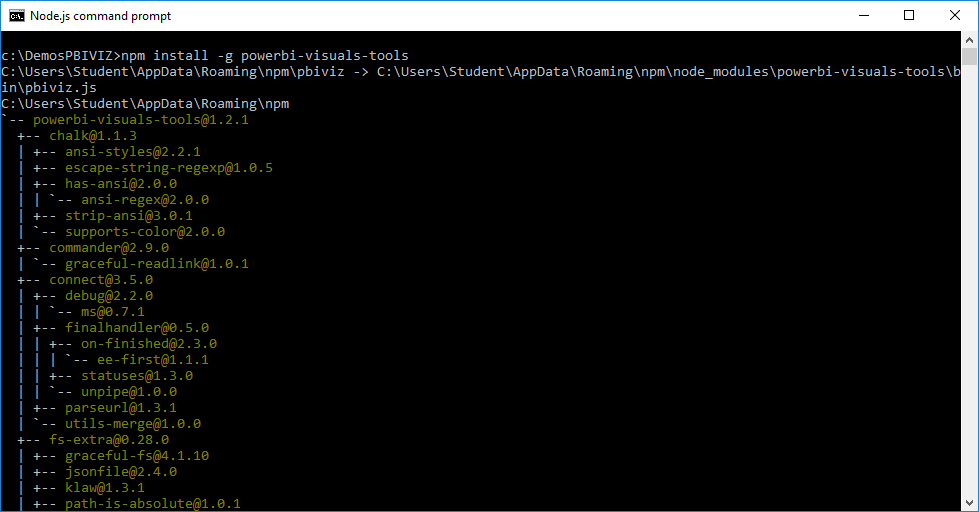 Node.js command prompt
c:\DemosPBIVIZ>npm install -g powerbi-visuals-tools
C:\Users\Student\AppData\Roaming\npm\pbiviz -> C:\Users\Student\AppData\Roaming\npm\node_modules\powerbi-visuals-tools\b
in\pbiviz.js
C:\Users\Student\AppData\Roaming\npm
`-- powerbi-visuals-tools@1.2.1
  +-- chalk@1.1.3
  | +-- ansi-styles@2.2.1
  | +-- escape-string-regexp@1.0.5
  | +-- has-ansi@2.0.0
  | | `-- ansi-regex@2.0.0
  | +-- strip-ansi@3.0.1
  | `-- supports-color@2.0.0
  +-- commander@2.9.0
  | `-- graceful-readlink@1.0.1
  +-- connect@3.5.0
  | +-- debug@2.2.0
  | | `-- ms@0.7.1
  | +-- finalhandler@0.5.0
  | | +-- on-finished@2.3.0
  | | | `-- ee-first@1.1.1
  | | +-- statuses@1.3.0
  | | `-- unpipe@1.0.0
  | +-- parseurl@1.3.1
  | `-- utils-merge@1.0.0
  +-- fs-extra@0.28.0
  | +-- graceful-fs@4.1.10
  | +-- jsonfile@2.4.0
  | +-- klaw@1.3.1
  | +-- path-is-absolute@1.0.1